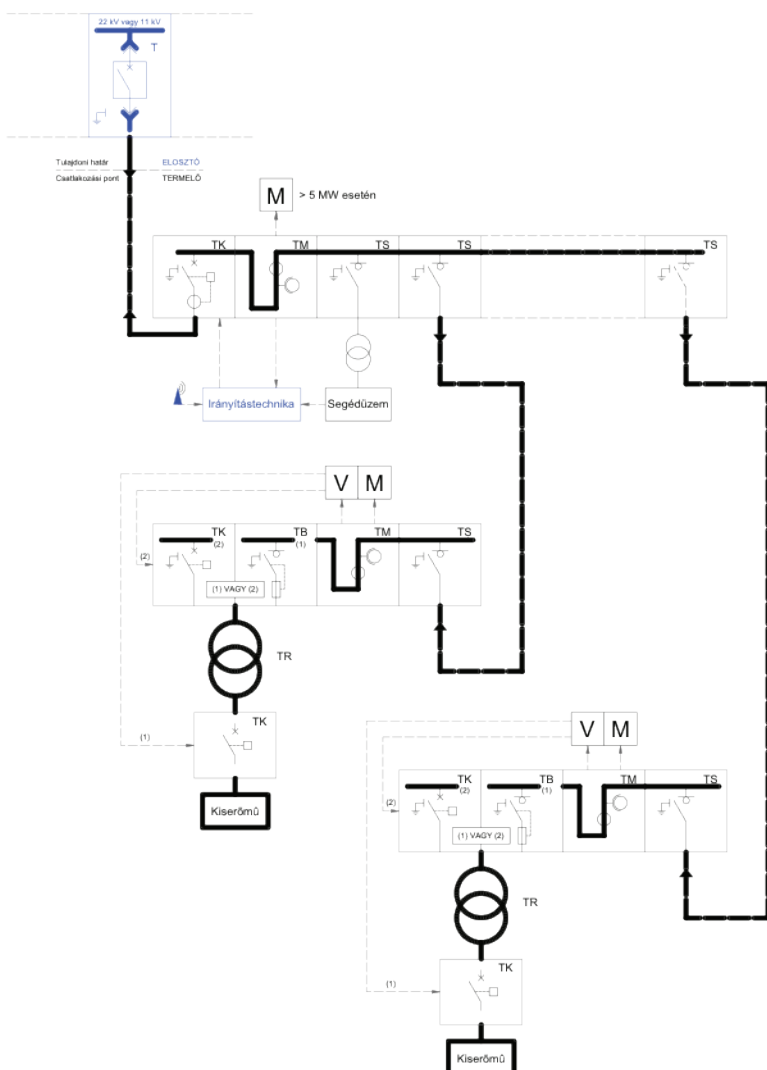 22 kV vagy 11 kV
T
Tulajdoni határ ELOSZTÓ
Csatlakozási pont TERMELŐ
M > 5 MW esetén
TK TM TS TS TS
Irányítástechnika Segédüzem
V M
TK TB TM TS
(2) (1)
(2)
(1) VAGY (2)
TR
TK
(1)
Kiserőmű
V M
TK TB TM TS
(2) (1)
(2)
(1) VAGY (2)
TR
TK
(1)
Kiserőmű